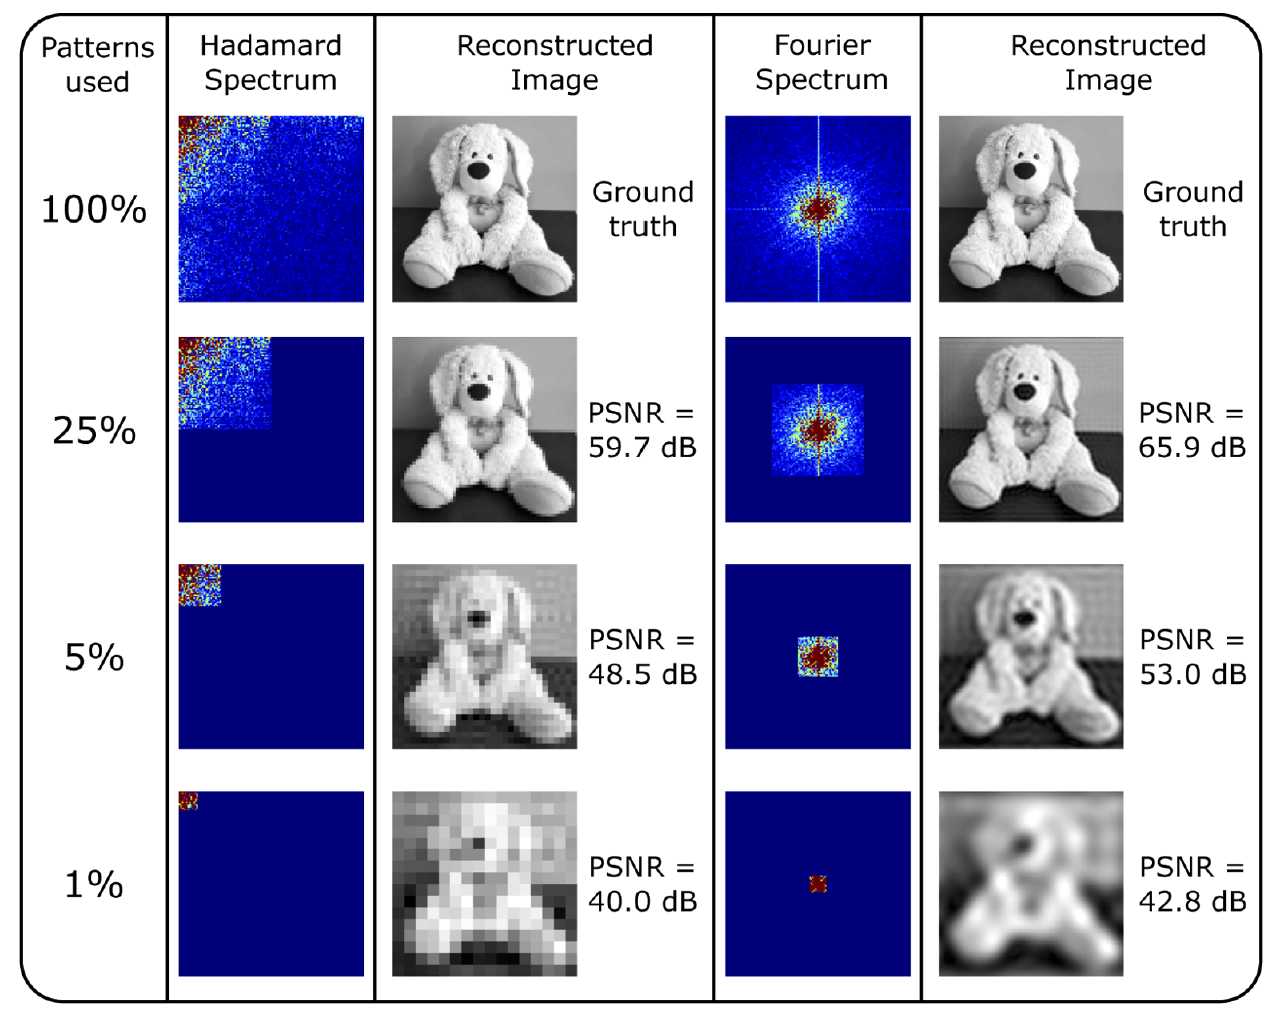 Patterns
used
Hadamard
Spectrum
Reconstructed
Image
Fourier
Spectrum
Reconstructed
Image
100%
Ground
truth
Ground
truth
25%
PSNR =
59.7 dB
PSNR =
65.9 dB
5%
PSNR =
48.5 dB
PSNR =
53.0 dB
1%
PSNR =
40.0 dB
PSNR =
42.8 dB